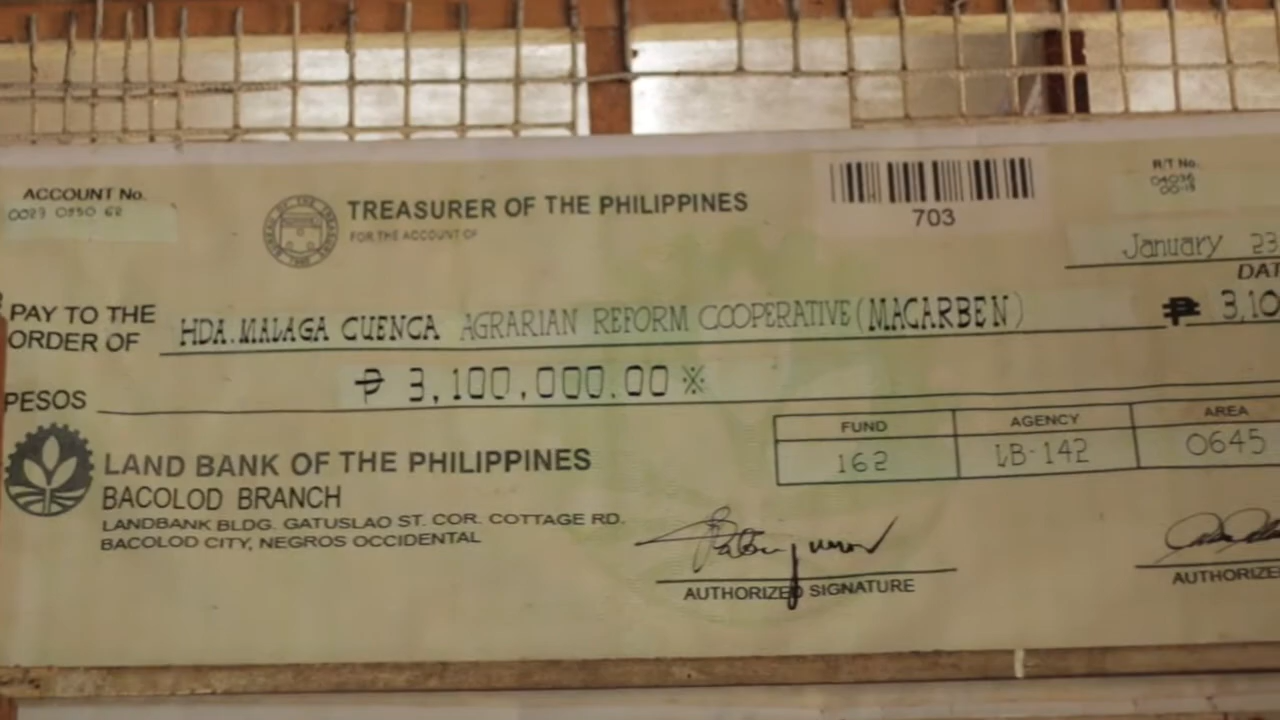 ACCOUNT No.
0023 0550 62
TREASURER OF THE PHILIPPINES
FOR THE ACCOUNT OF
703
R/T No.
January 23
DAT
PAY TO THE
ORDER OF
HDA. MALAGA CUENCA AGRARIAN REFORM COOPERATIVE (MACARBEN)
₱ 3,10
PESOS
₱ 3,100,000.00 ※
FUND AGENCY AREA
162 LB-142 0645
LAND BANK OF THE PHILIPPINES
BACOLOD BRANCH
LANDBANK BLDG. GATUSLAO ST. COR. COTTAGE RD.
BACOLOD CITY, NEGROS OCCIDENTAL
AUTHORIZED SIGNATURE
AUTHORIZE